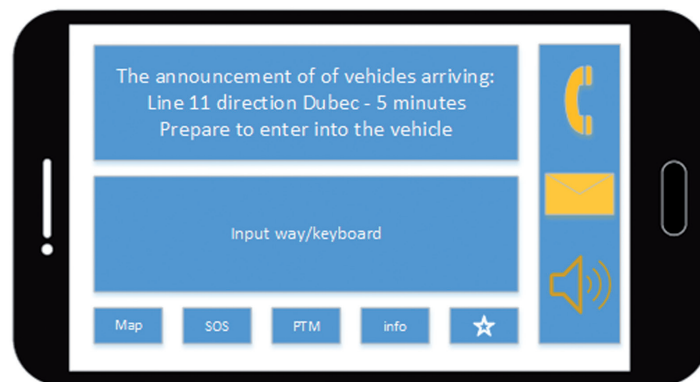 The announcement of of vehicles arriving:
Line 11 direction Dubec - 5 minutes
Prepare to enter into the vehicle
Input way/keyboard
Map
SOS
PTM
info